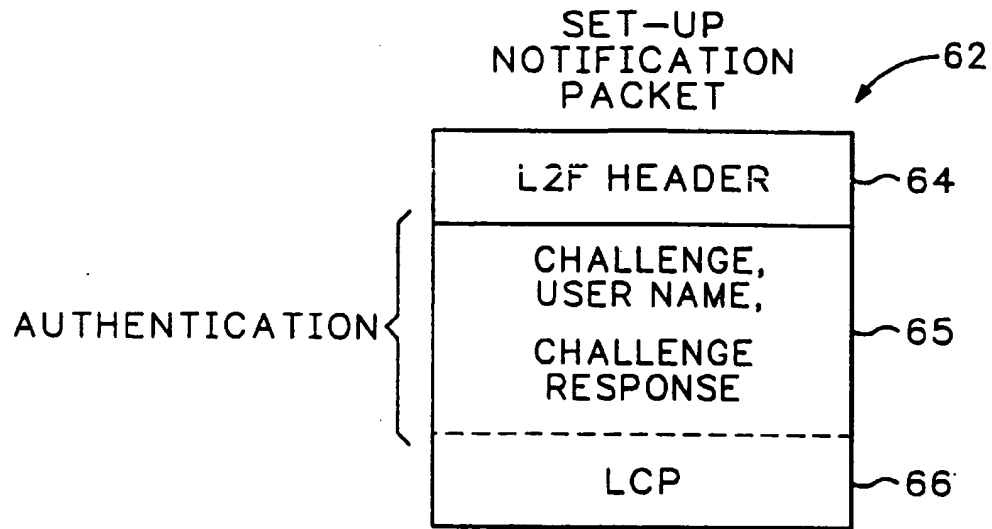 SET-UP
NOTIFICATION
PACKET
62
L2F HEADER
64
AUTHENTICATION
CHALLENGE,
USER NAME,
CHALLENGE
RESPONSE
65
LCP
66